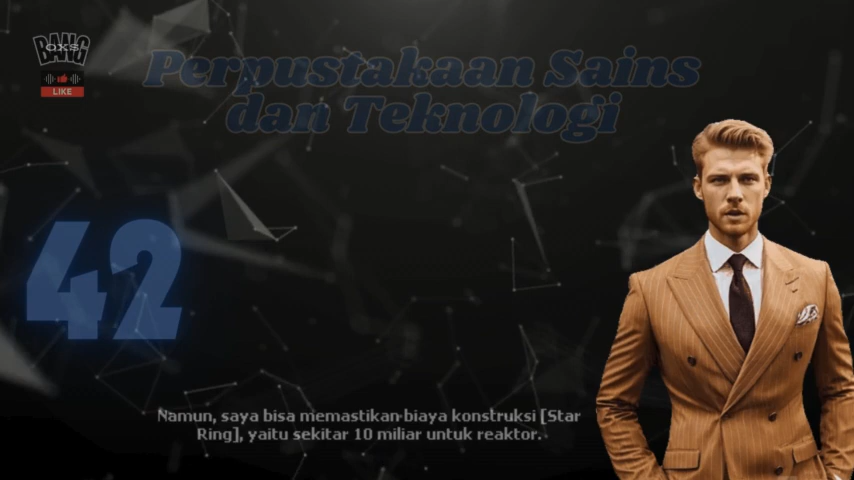 BANG
OXS
LIKE
Perpustakaan Sains
dan Teknologi
42
Namun, saya bisa memastikan biaya konstruksi [Star
Ring], yaitu sekitar 10 miliar untuk reaktor.